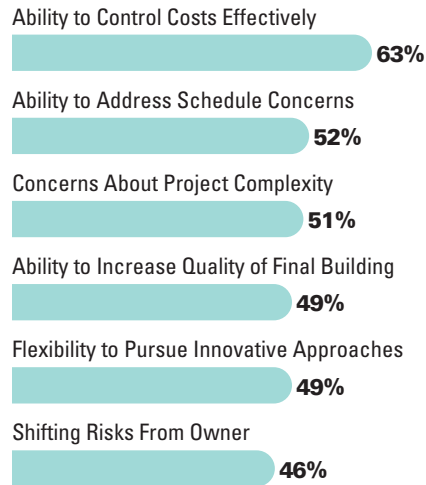 Ability to Control Costs Effectively
63%
Ability to Address Schedule Concerns
52%
Concerns About Project Complexity
51%
Ability to Increase Quality of Final Building
49%
Flexibility to Pursue Innovative Approaches
49%
Shifting Risks From Owner
46%